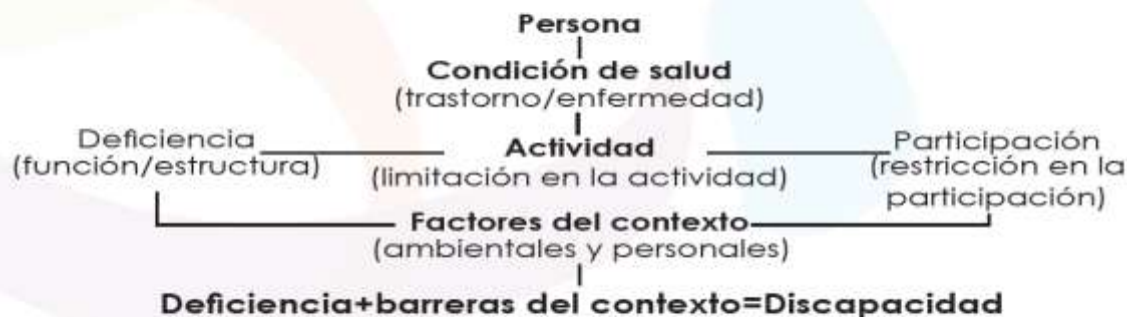 Persona
Condición de salud
(trastorno/enfermedad)
Deficiencia
(función/estructura)
Actividad
(limitación en la actividad)
Participación
(restricción en la
participación)
Factores del contexto
(ambientales y personales)
Deficiencia+barreras del contexto=Discapacidad